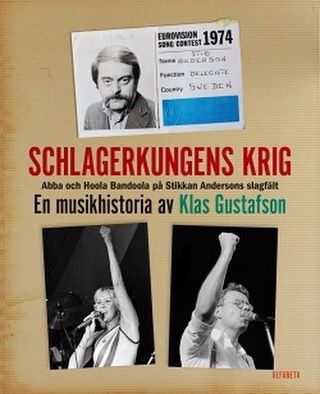 EUROVISION
SONG CONTEST 1974
Name STIG ANDERSON
Function DELEGATE
Country SWEDEN
SCHLAGERKUNGENS KRIG
Abba och Hoola Bandoola på Stikkan Andersons slagfält
En musikhistoria av Klas Gustafson
ALFABETA